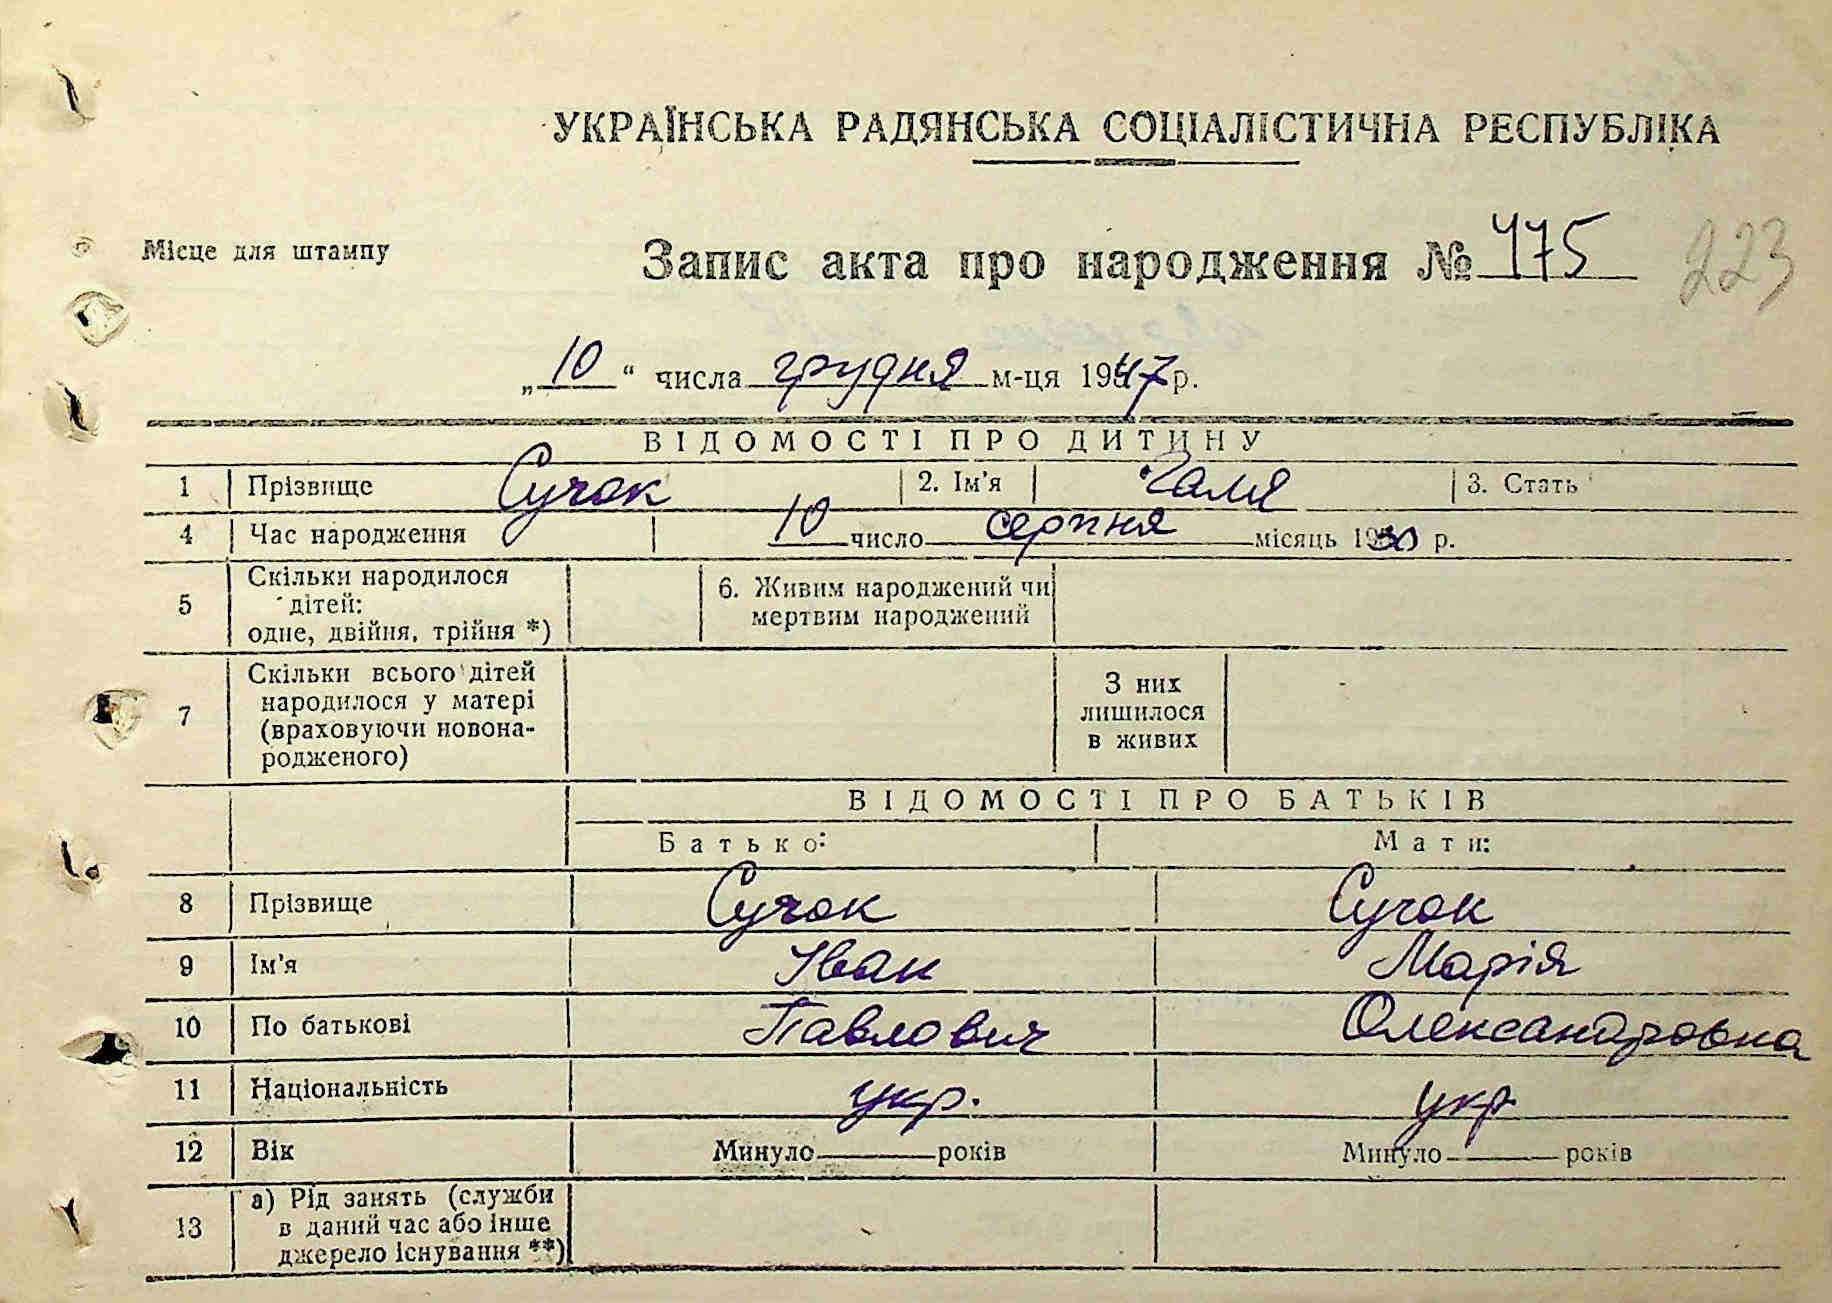 УКРАЇНСЬКА РАДЯНСЬКА СОЦІАЛІСТИЧНА РЕСПУБЛІКА
Місце для штампу
Запис акта про народження № 475
223
„10“ числа грудня м-ця 1947 р.
ВІДОМОСТІ ПРО ДИТИНУ
1 Прізвище Сучок 2. Ім'я Галя 3. Стать
4 Час народження 10 число серпня місяць 1930 р.
5 Скільки народилося дітей: одне, двійня, трійня *) 6. Живим народжений чи мертвим народжений
7 Скільки всього дітей народилося у матері (враховуючи новонародженого) З них лишилося в живих
ВІДОМОСТІ ПРО БАТЬКІВ
Батько: Мати:
8 Прізвище Сучок Сучок
9 Ім'я Іван Марія
10 По батькові Павлович Олександровна
11 Національність укр. укр
12 Вік Минуло років Минуло років
13 а) Рід занять (служби в даний час або інше джерело існування **)